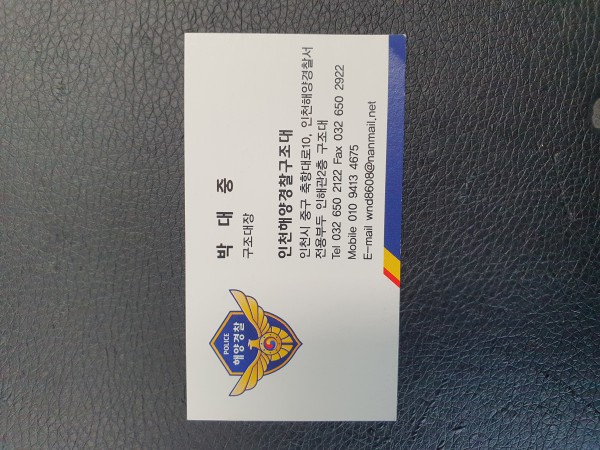 POLICE
해양경찰
박 대 중
구조대장
인천해양경찰구조대
인천시 중구 축항대로10, 인천해양경찰서
전용부두 인해관2층 구조대
Tel 032 650 2122 Fax 032 650 2922
Mobile 010 9413 4675
E-mail wnd8608@hanmail.net